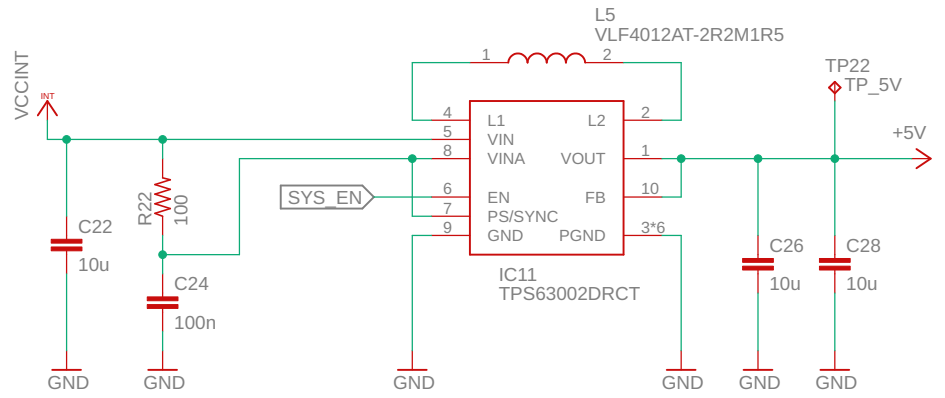 L5
VLF4012AT-2R2M1R5
1
2
VCCINT
INT
TP22
TP_5V
+5V
4
L1
L2
2
5
VIN
8
VINA
VOUT
1
SYS_EN
6
EN
FB
10
7
PS/SYNC
9
GND
PGND
3*6
R22
100
C22
10u
C24
100n
IC11
TPS63002DRCT
C26
10u
C28
10u
GND
GND
GND
GND
GND
GND